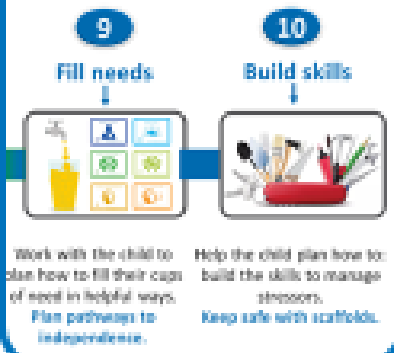 9
Fill needs
Work with the child to
plan how to fill their cups
of need in helpful ways.
Plan pathways to
independence.
10
Build skills
Help the child plan how to:
build the skills to manage
stressors.
Keep safe with scaffolds.